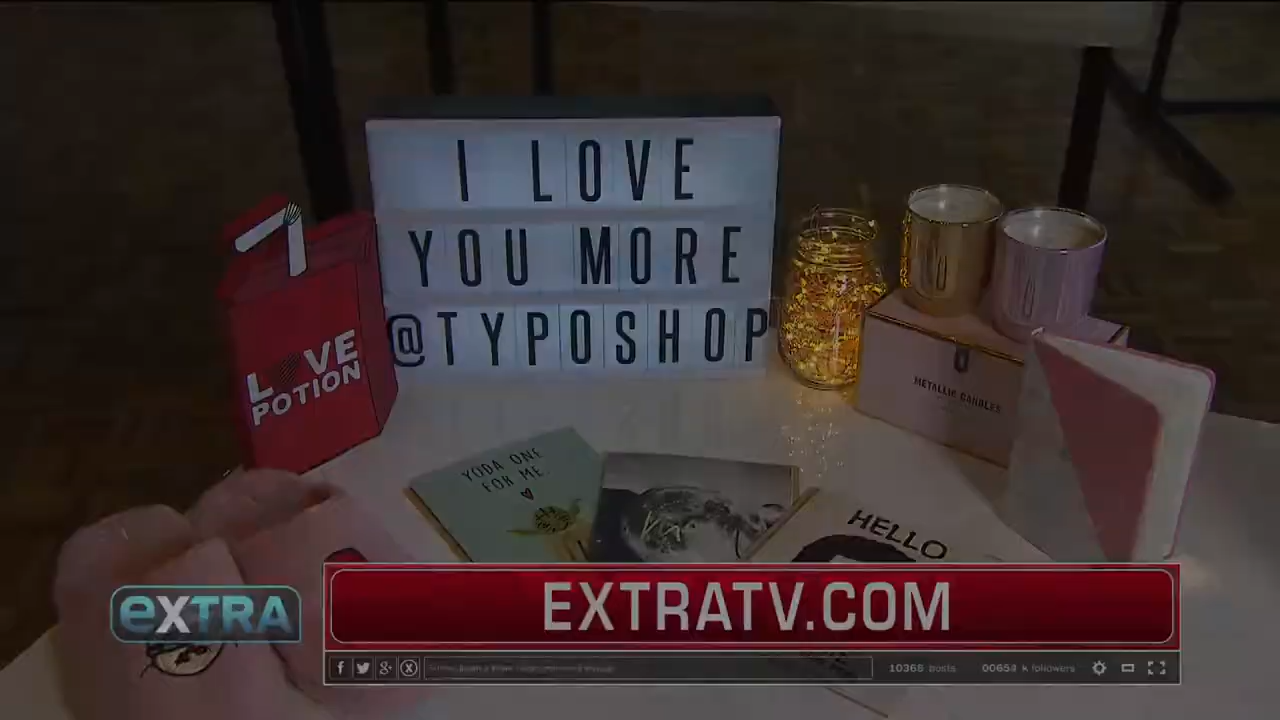 I LOVE
YOU MORE
@TYPOSHOP
LOVE
POTION
METALLIC CANDLES
YODA ONE
FOR ME
HELLO
EXTRA
EXTRATV.COM
10368 posts
00654 k followers